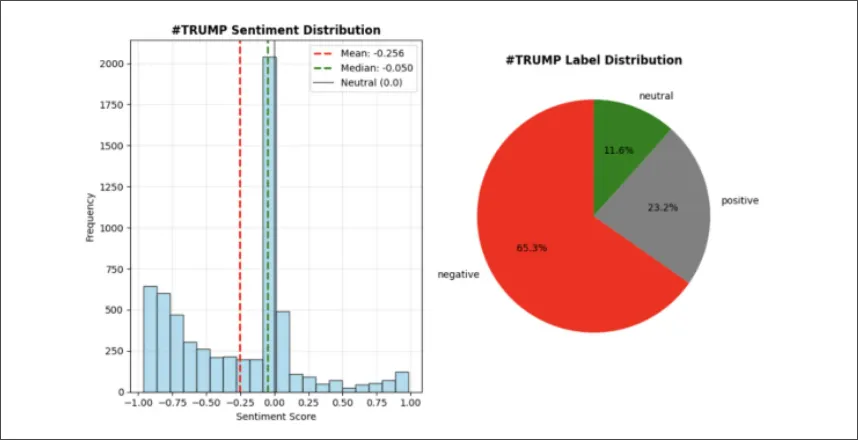 #TRUMP Sentiment Distribution
Mean: -0.256
Median: -0.050
Neutral (0.0)
2000
1750
1500
1250
1000
750
500
250
0
Frequency
−1.00 −0.75 −0.50 −0.25 0.00 0.25 0.50 0.75 1.00
Sentiment Score
#TRUMP Label Distribution
neutral
11.6%
positive
23.2%
65.3%
negative